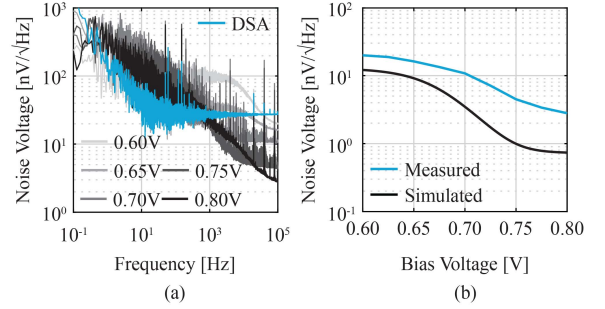 Noise Voltage [nV/√Hz]
10³
10²
10¹
10⁰
DSA
0.60V
0.65V
0.75V
0.70V
0.80V
10⁻¹
10¹
10³
10⁵
Frequency [Hz]
(a)
Noise Voltage [nV/√Hz]
10²
10¹
10⁰
10⁻¹
Measured
Simulated
0.60
0.65
0.70
0.75
0.80
Bias Voltage [V]
(b)